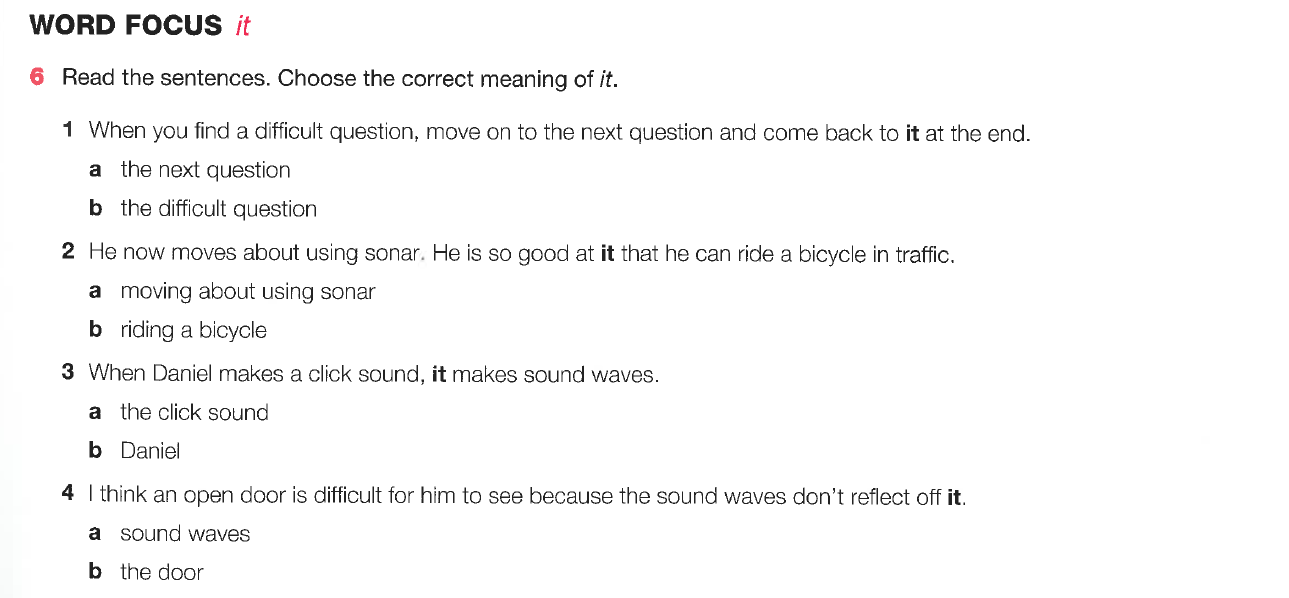 WORD FOCUS it
6 Read the sentences. Choose the correct meaning of it.
1 When you find a difficult question, move on to the next question and come back to it at the end.
a the next question
b the difficult question
2 He now moves about using sonar. He is so good at it that he can ride a bicycle in traffic.
a moving about using sonar
b riding a bicycle
3 When Daniel makes a click sound, it makes sound waves.
a the click sound
b Daniel
4 I think an open door is difficult for him to see because the sound waves don't reflect off it.
a sound waves
b the door